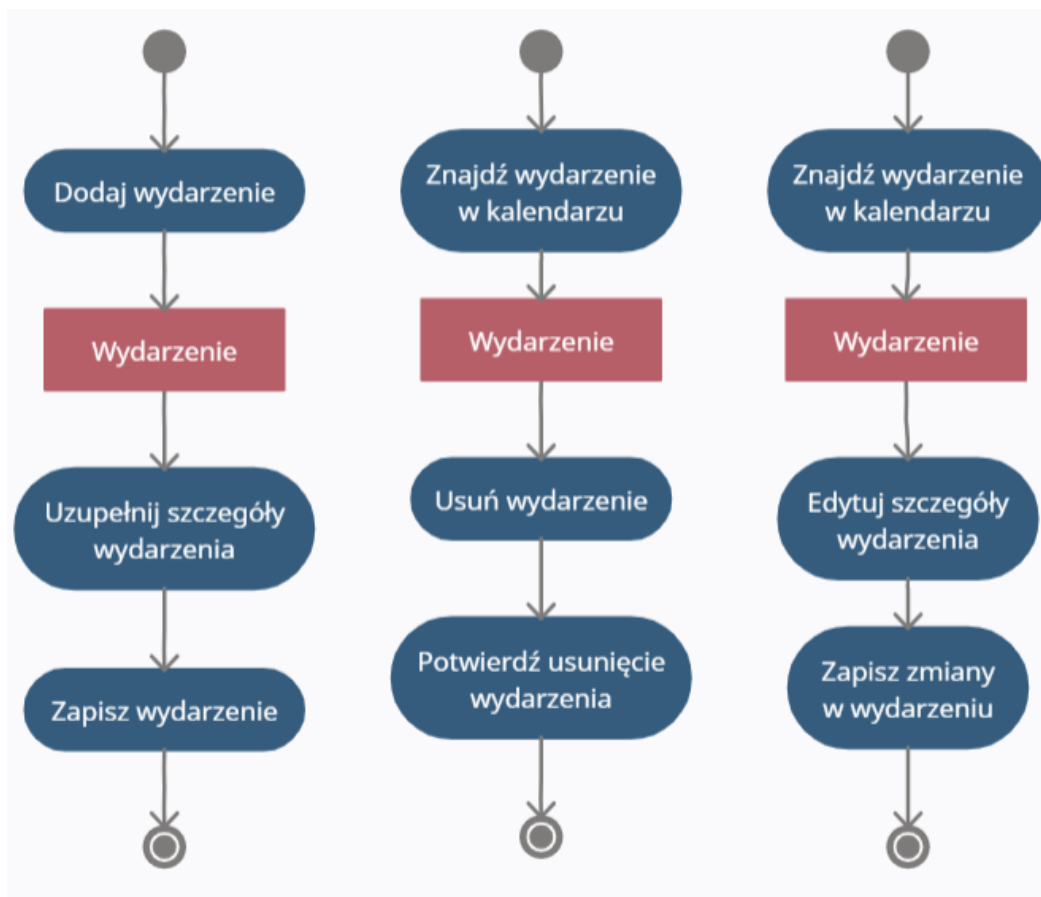 Dodaj wydarzenie
Wydarzenie
Uzupełnij szczegóły
wydarzenia
Zapisz wydarzenie
Znajdź wydarzenie
w kalendarzu
Wydarzenie
Usuń wydarzenie
Potwierdź usunięcie
wydarzenia
Znajdź wydarzenie
w kalendarzu
Wydarzenie
Edytuj szczegóły
wydarzenia
Zapisz zmiany
w wydarzeniu